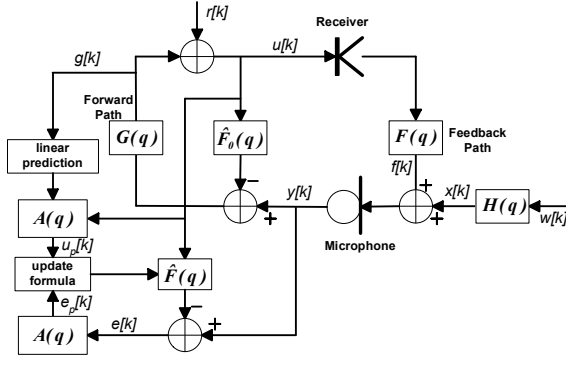 r[k]
Receiver
g[k]
u[k]
Forward
Path
G(q)
F̂₀(q)
F(q)
Feedback
Path
linear
prediction
f[k]
–
+
+
+
y[k]
x[k]
H(q)
w[k]
A(q)
Microphone
uₚ[k]
update
formula
F̂(q)
eₚ[k]
–
+
A(q)
e[k]